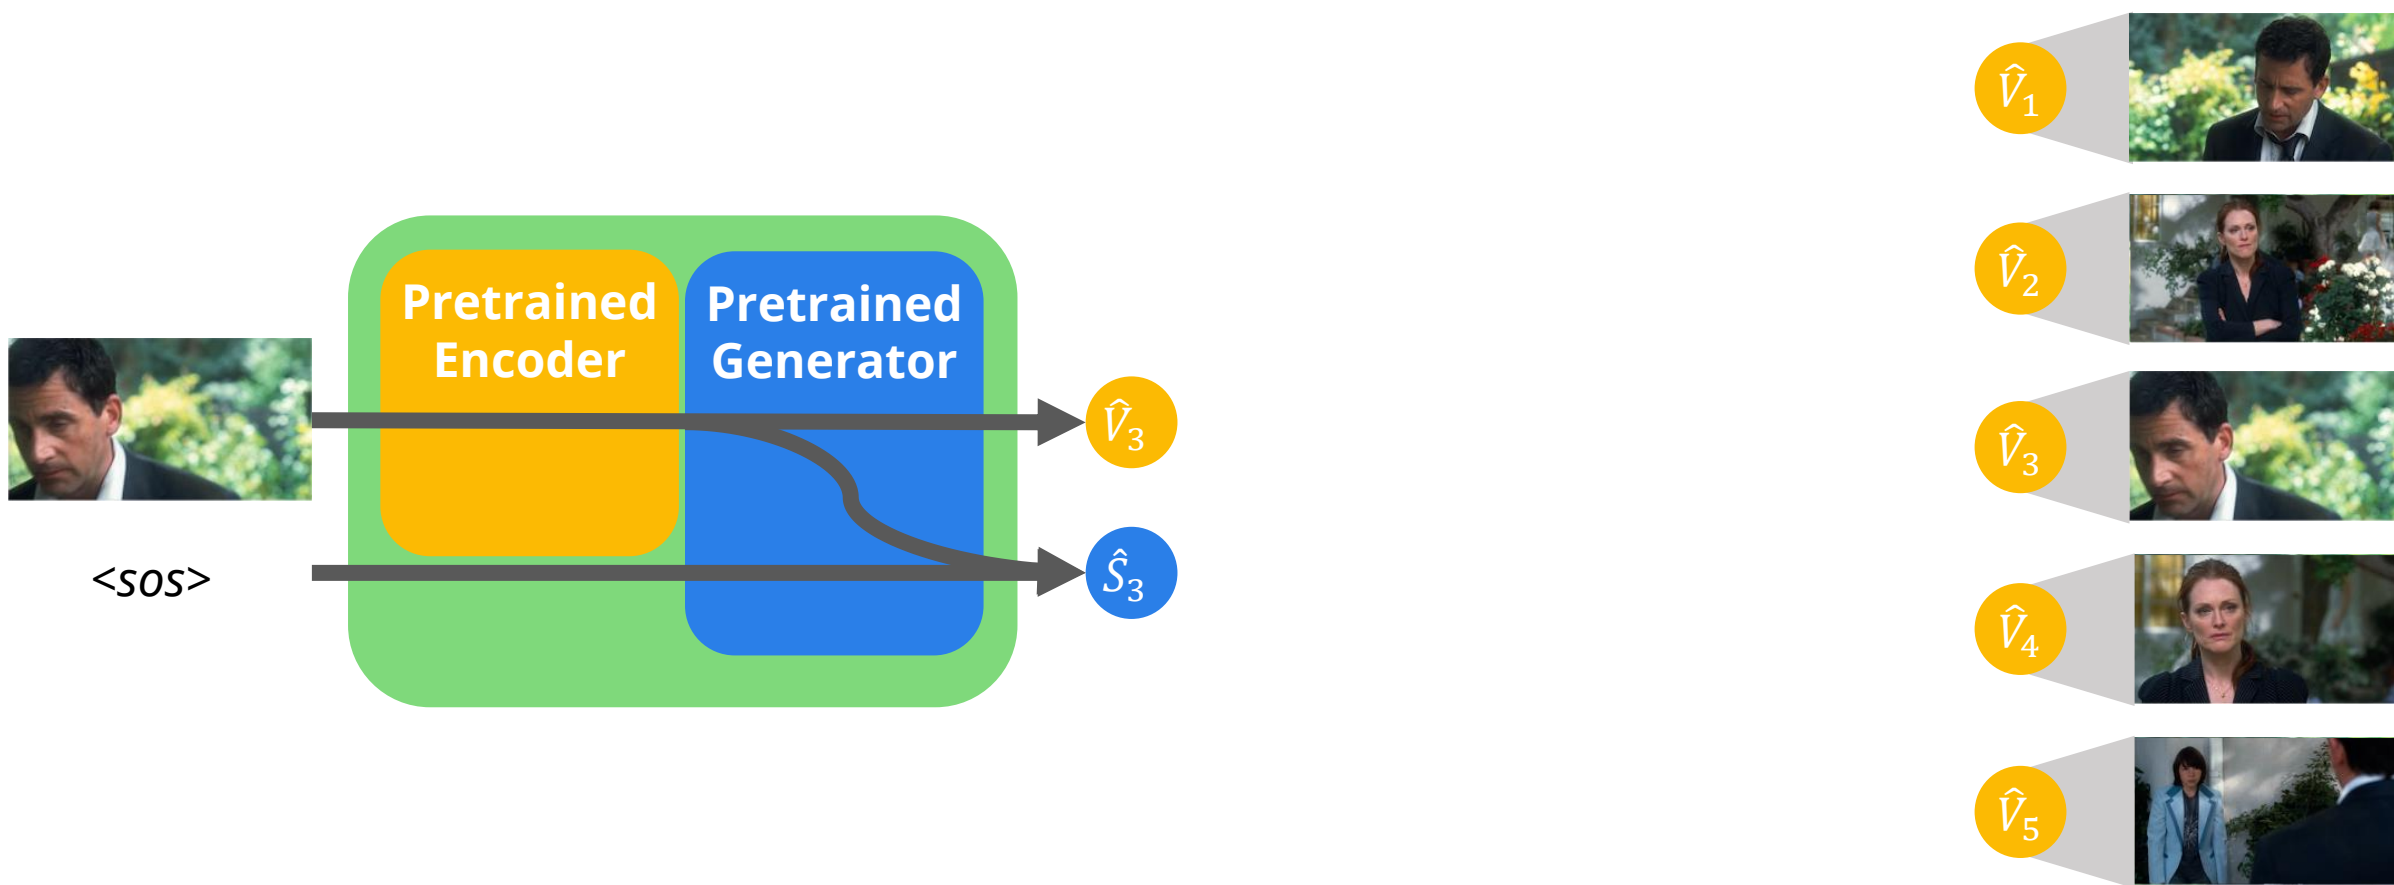 Pretrained
Encoder
Pretrained
Generator
<sos>
V̂₃
Ŝ₃
V̂₁
V̂₂
V̂₃
V̂₄
V̂₅